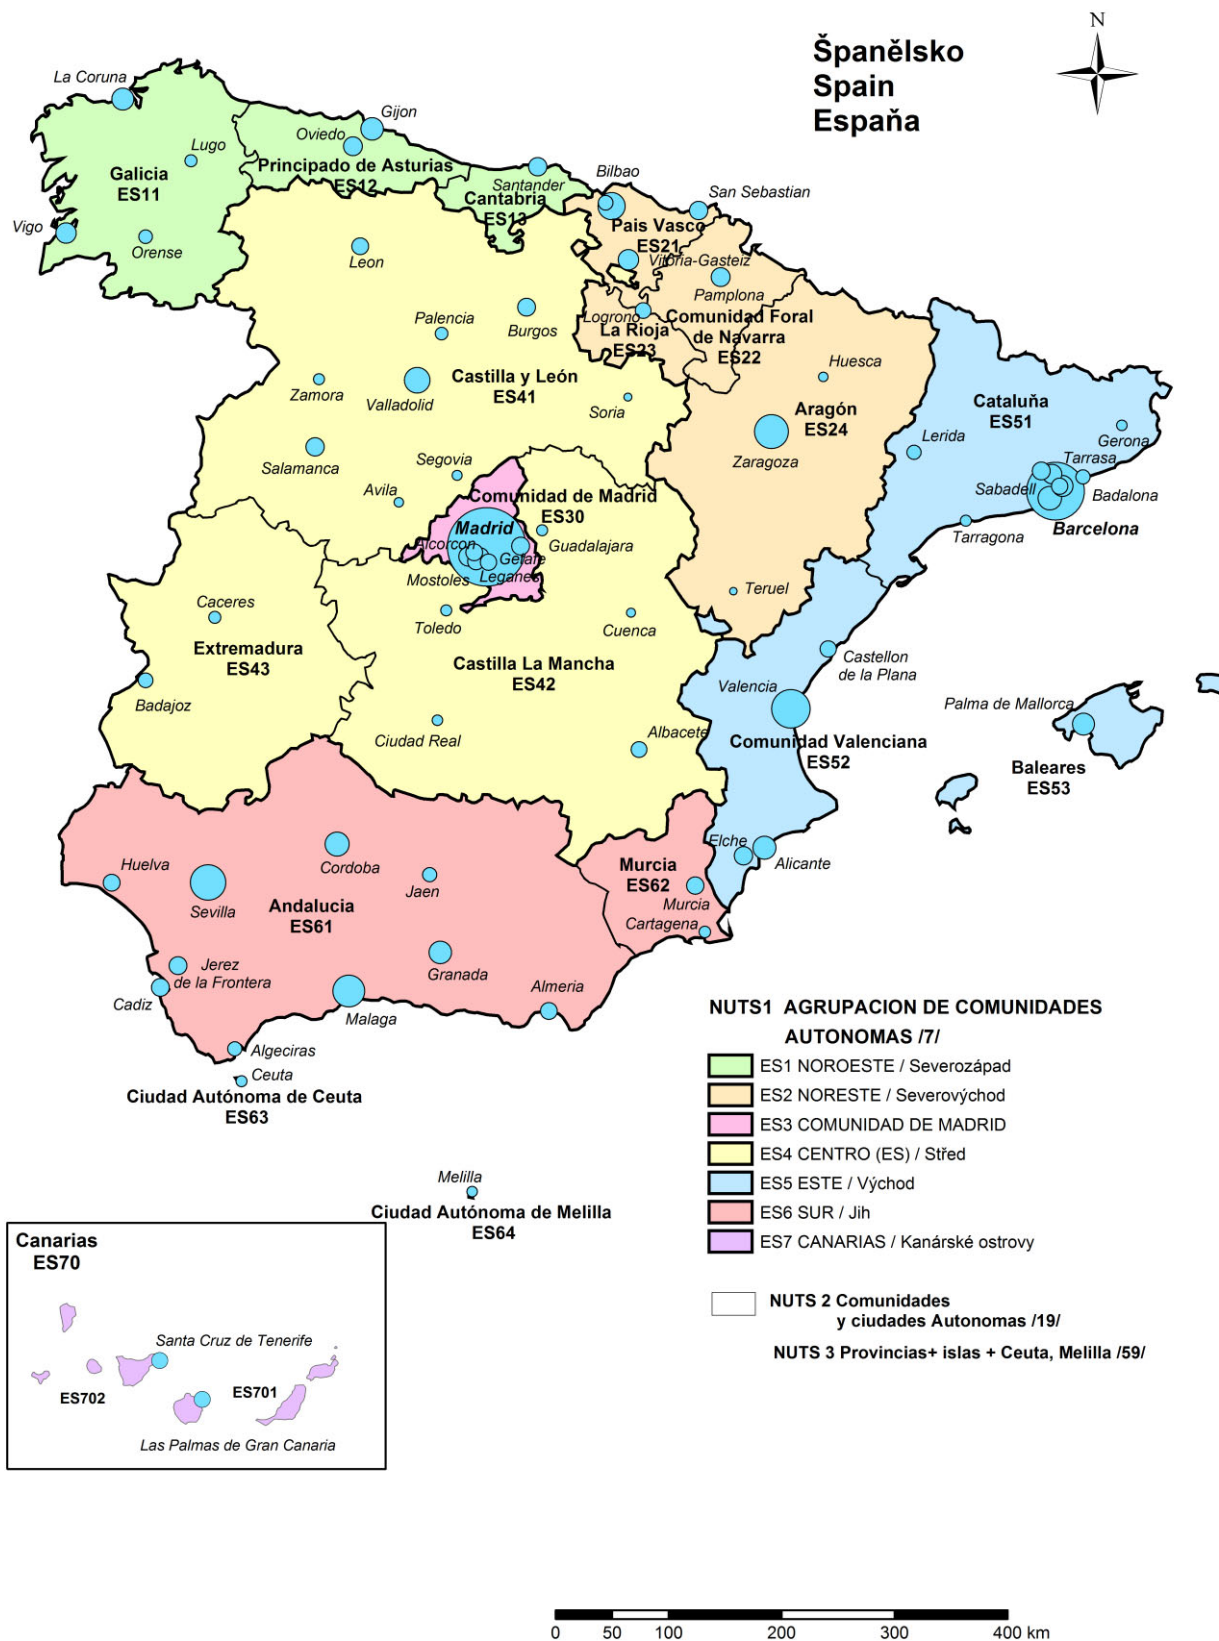 N
Španělsko
Spain
Espaňa
La Coruna
Gijon
Oviedo
Lugo
Principado de Asturias
ES12
Galicia
ES11
Santander
Cantabria
ES13
Bilbao
San Sebastian
Pais Vasco
ES21
Vigo
Orense
Leon
Vitoria-Gasteiz
Pamplona
Palencia
Burgos
Logrono
La Rioja
ES23
Comunidad Foral
de Navarra
ES22
Huesca
Zamora
Valladolid
Castilla y León
ES41
Soria
Aragón
ES24
Cataluňa
ES51
Zaragoza
Lerida
Gerona
Salamanca
Segovia
Avila
Comunidad de Madrid
ES30
Tarrasa
Sabadell
Badalona
Barcelona
Tarragona
Madrid
Alcorcon
Getafe
Guadalajara
Mostoles
Leganes
Toledo
Cuenca
Teruel
Caceres
Extremadura
ES43
Castilla La Mancha
ES42
Castellon
de la Plana
Badajoz
Valencia
Palma de Mallorca
Ciudad Real
Albacete
Comunidad Valenciana
ES52
Baleares
ES53
Huelva
Cordoba
Jaen
Murcia
ES62
Elche
Alicante
Sevilla
Andalucia
ES61
Murcia
Cartagena
Jerez
de la Frontera
Granada
Cadiz
Malaga
Almeria
Algeciras
Ceuta
Ciudad Autónoma de Ceuta
ES63
Melilla
Ciudad Autónoma de Melilla
ES64
NUTS1 AGRUPACION DE COMUNIDADES
AUTONOMAS /7/
ES1 NOROESTE / Severozápad
ES2 NORESTE / Severovýchod
ES3 COMUNIDAD DE MADRID
ES4 CENTRO (ES) / Střed
ES5 ESTE / Východ
ES6 SUR / Jih
ES7 CANARIAS / Kanárské ostrovy
NUTS 2 Comunidades
y ciudades Autonomas /19/
NUTS 3 Provincias+ islas + Ceuta, Melilla /59/
Canarias
ES70
Santa Cruz de Tenerife
ES702
ES701
Las Palmas de Gran Canaria
0 50 100 200 300 400 km